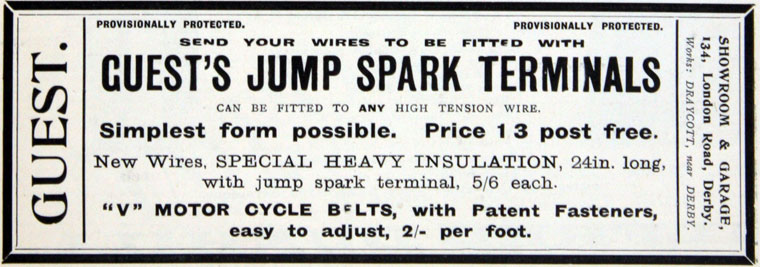 GUEST.
PROVISIONALLY PROTECTED. PROVISIONALLY PROTECTED.
SEND YOUR WIRES TO BE FITTED WITH
GUEST'S JUMP SPARK TERMINALS
CAN BE FITTED TO ANY HIGH TENSION WIRE.
Simplest form possible. Price 1 3 post free.
New Wires, SPECIAL HEAVY INSULATION, 24in. long,
with jump spark terminal, 5/6 each.
"V" MOTOR CYCLE BELTS, with Patent Fasteners,
easy to adjust, 2/- per foot.
SHOWROOM & GARAGE,
134, London Road, Derby.
Works: DRAYCOTT, near DERBY.